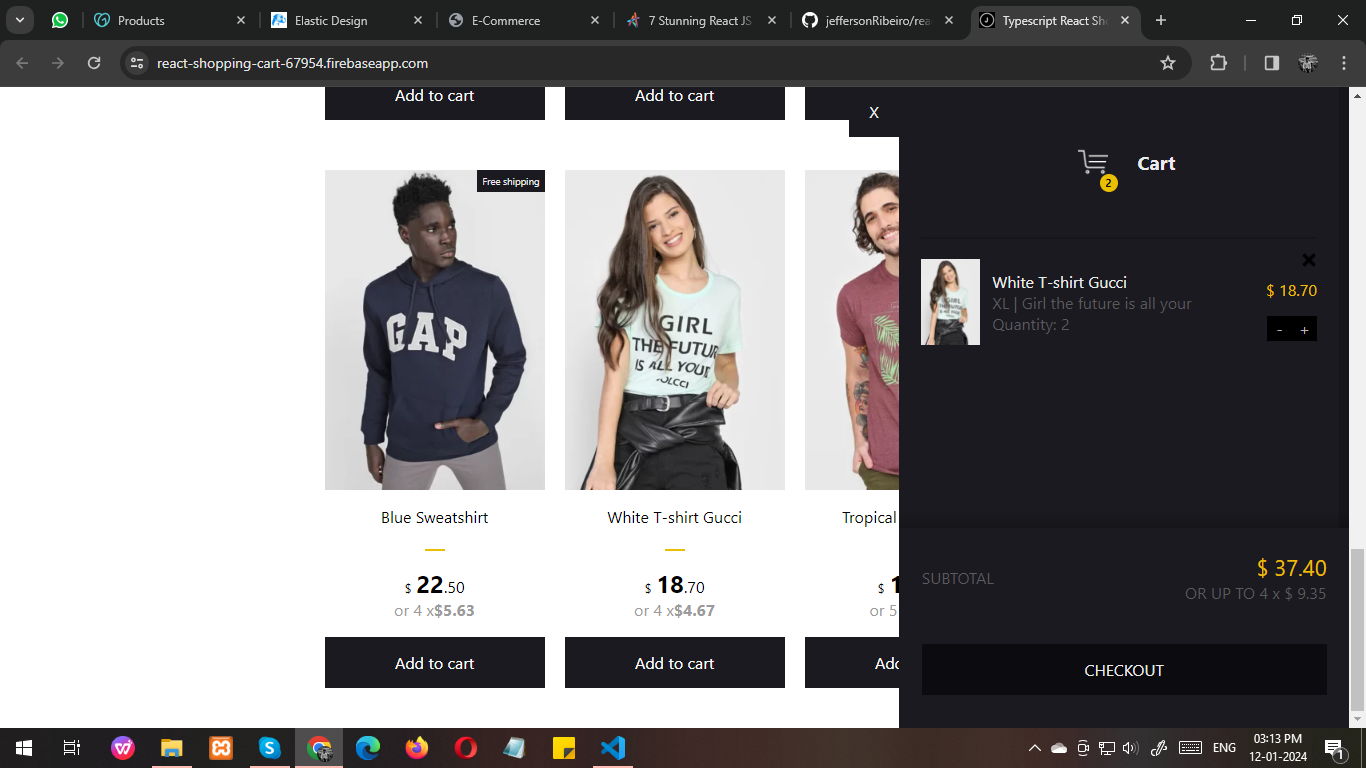 Products
Elastic Design
E-Commerce
7 Stunning React JS
jeffersonRibeiro/rea
Typescript React Sho
react-shopping-cart-67954.firebaseapp.com
Add to cart
Add to cart
X
Cart
2
Free shipping
GAP
GIRL
THE FUTUR
IS ALL YOUR
White T-shirt Gucci
XL | Girl the future is all your
Quantity: 2
$ 18.70
- +
Blue Sweatshirt
White T-shirt Gucci
Tropical
$ 22.50
$ 18.70
$ 1
or 4 x$5.63
or 4 x$4.67
or 5
Add to cart
Add to cart
Add
SUBTOTAL
$ 37.40
OR UP TO 4 x $ 9.35
CHECKOUT
ENG
03:13 PM
12-01-2024
1